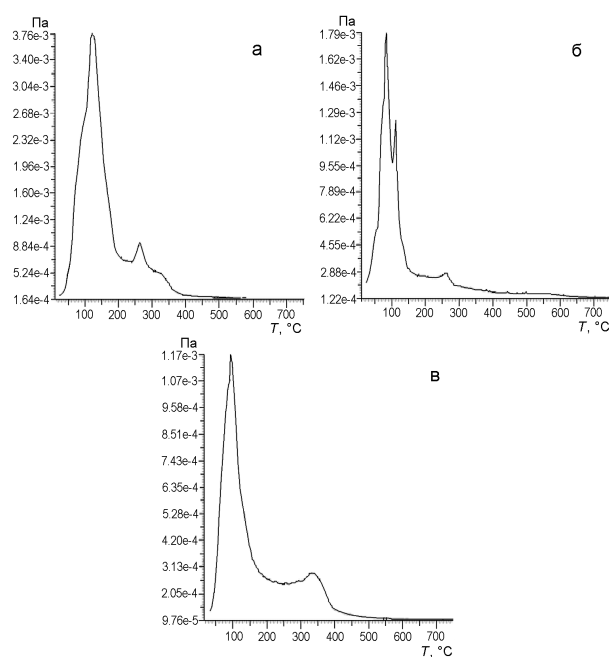 Па
а
3.76e-3
3.40e-3
3.04e-3
2.68e-3
2.32e-3
1.96e-3
1.60e-3
1.24e-3
8.84e-4
5.24e-4
1.64e-4
100 200 300 400 500 600 700
T, °C
Па
б
1.79e-3
1.62e-3
1.46e-3
1.29e-3
1.12e-3
9.55e-4
7.89e-4
6.22e-4
1.55e-4
2.88e-4
1.22e-4
100 200 300 400 500 600 700
T, °C
Па
в
1.17e-3
1.07e-3
9.58e-4
8.51e-4
7.43e-4
6.35e-4
5.28e-4
4.20e-4
3.13e-4
2.05e-4
9.76e-5
100 200 300 400 500 600 700
T, °C